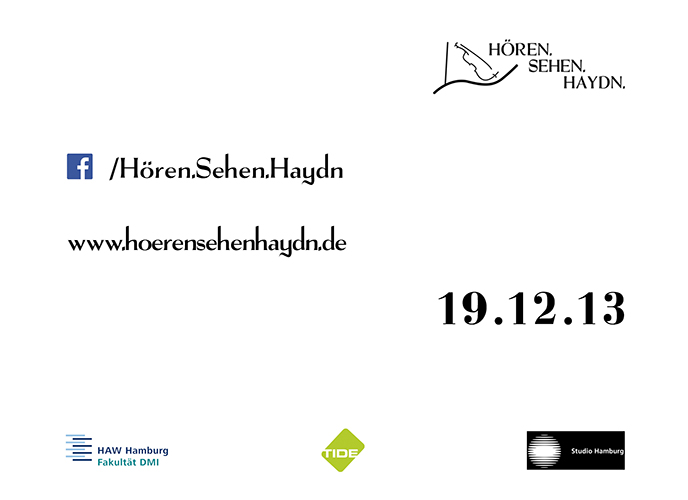 HÖREN.
SEHEN.
HAYDN.
/Hören.Sehen.Haydn
www.hoerensehenhaydn.de
19.12.13
HAW Hamburg
Fakultät DMI
TIDE
Studio Hamburg